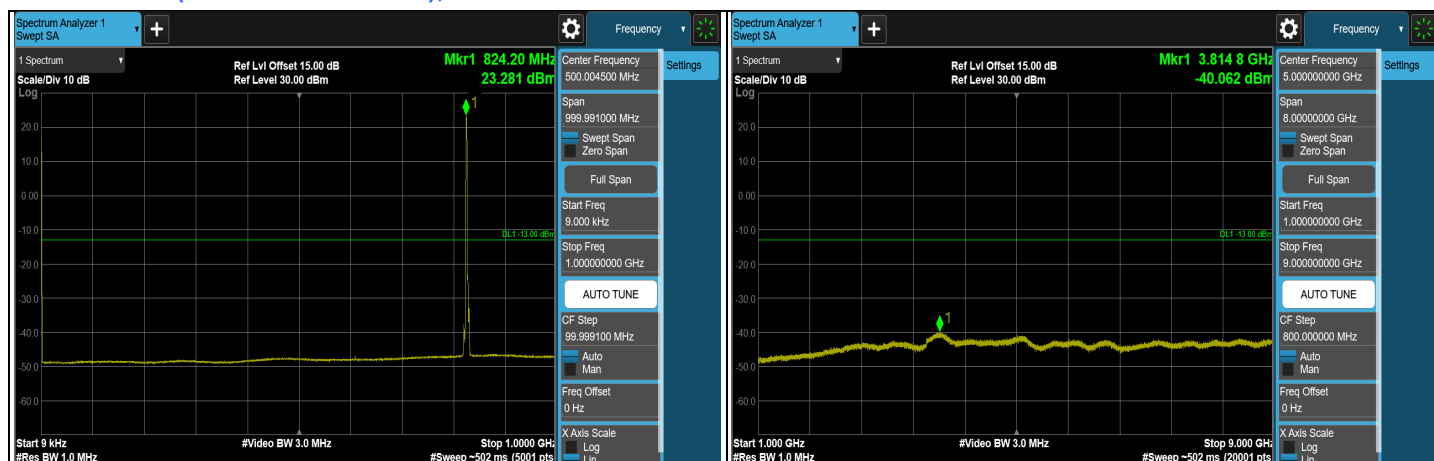 Spectrum Analyzer 1
Swept SA
Frequency
1 Spectrum
Ref Lvl Offset 15.00 dB
Mkr1 824.20 MHz
Scale/Div 10 dB
Ref Level 30.00 dBm
23.281 dBm
Log
1
20.0
10.0
0.00
-10.0
DL1 -13.00 dBm
-20.0
-30.0
-40.0
-50.0
-60.0
Start 9 kHz
#Video BW 3.0 MHz
Stop 1.0000 GHz
#Res BW 1.0 MHz
#Sweep ~502 ms (5001 pts)
Center Frequency
500.004500 MHz
Settings
Span
999.991000 MHz
Swept Span
Zero Span
Full Span
Start Freq
9.000 kHz
Stop Freq
1.000000000 GHz
AUTO TUNE
CF Step
99.999100 MHz
Auto
Man
Freq Offset
0 Hz
X Axis Scale
Log
Lin
Spectrum Analyzer 1
Swept SA
Frequency
1 Spectrum
Ref Lvl Offset 15.00 dB
Mkr1 3.814 8 GHz
Scale/Div 10 dB
Ref Level 30.00 dBm
-40.062 dBm
Log
20.0
10.0
0.00
-10.0
DL1 -13.00 dBm
-20.0
-30.0
1
-40.0
-50.0
-60.0
Start 1.000 GHz
#Video BW 3.0 MHz
Stop 9.000 GHz
#Res BW 1.0 MHz
#Sweep ~502 ms (20001 pts)
Center Frequency
5.000000000 GHz
Settings
Span
8.00000000 GHz
Swept Span
Zero Span
Full Span
Start Freq
1.000000000 GHz
Stop Freq
9.000000000 GHz
AUTO TUNE
CF Step
800.000000 MHz
Auto
Man
Freq Offset
0 Hz
X Axis Scale
Log
Lin